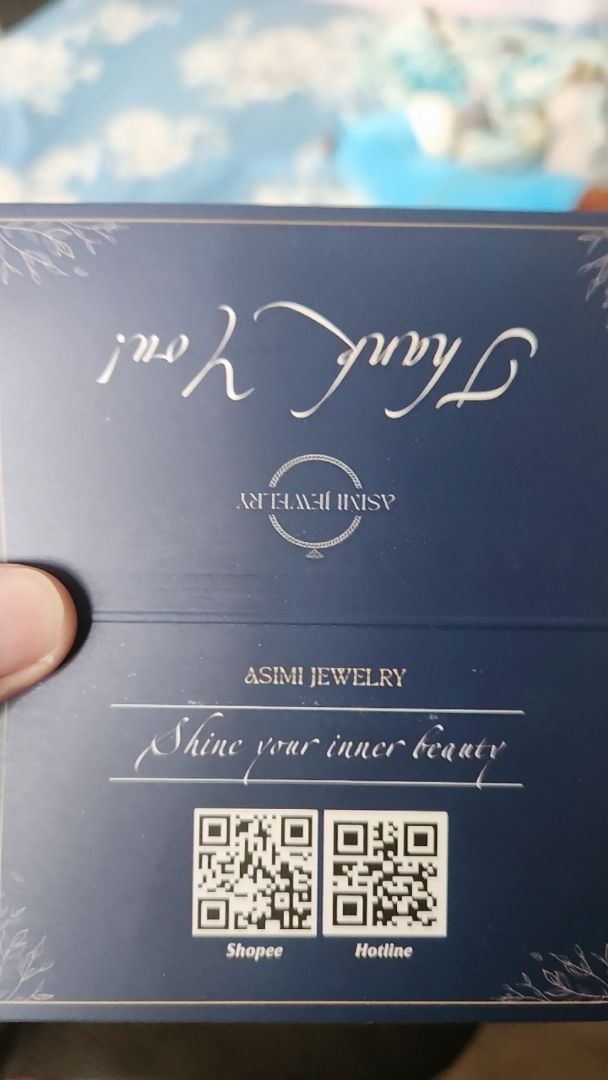 Thank You!
ASIMI JEWELRY
ASIMI JEWELRY
Shine your inner beauty
Shopee
Hotline